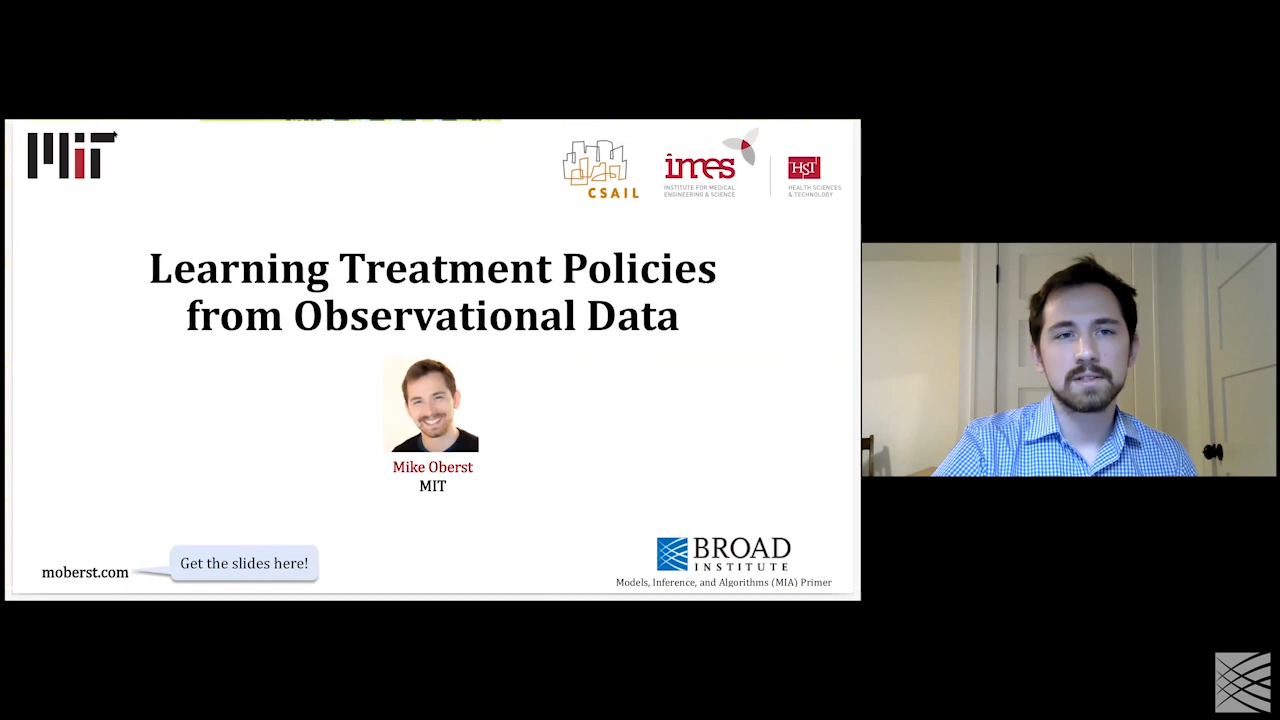 MIT
CSAIL
imes
INSTITUTE FOR MEDICAL
ENGINEERING & SCIENCE
HST
HEALTH SCIENCES
& TECHNOLOGY
Learning Treatment Policies
from Observational Data
Mike Oberst
MIT
moberst.com
Get the slides here!
BROAD
INSTITUTE
Models, Inference, and Algorithms (MIA) Primer